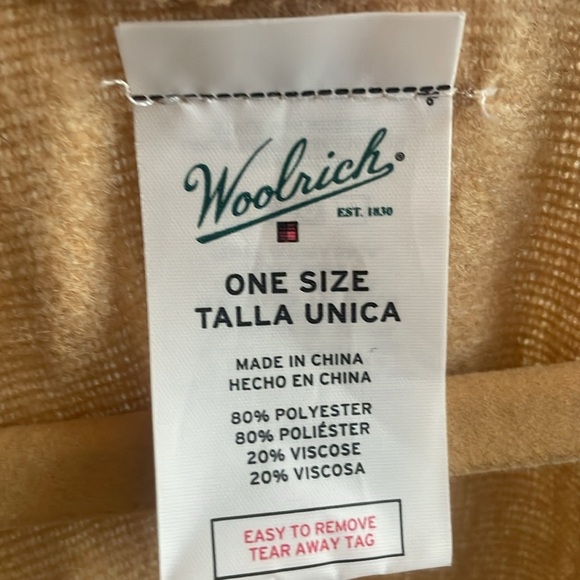 Woolrich®
EST. 1830
ONE SIZE
TALLA UNICA
MADE IN CHINA
HECHO EN CHINA
80% POLYESTER
80% POLIÉSTER
20% VISCOSE
20% VISCOSA
EASY TO REMOVE
TEAR AWAY TAG